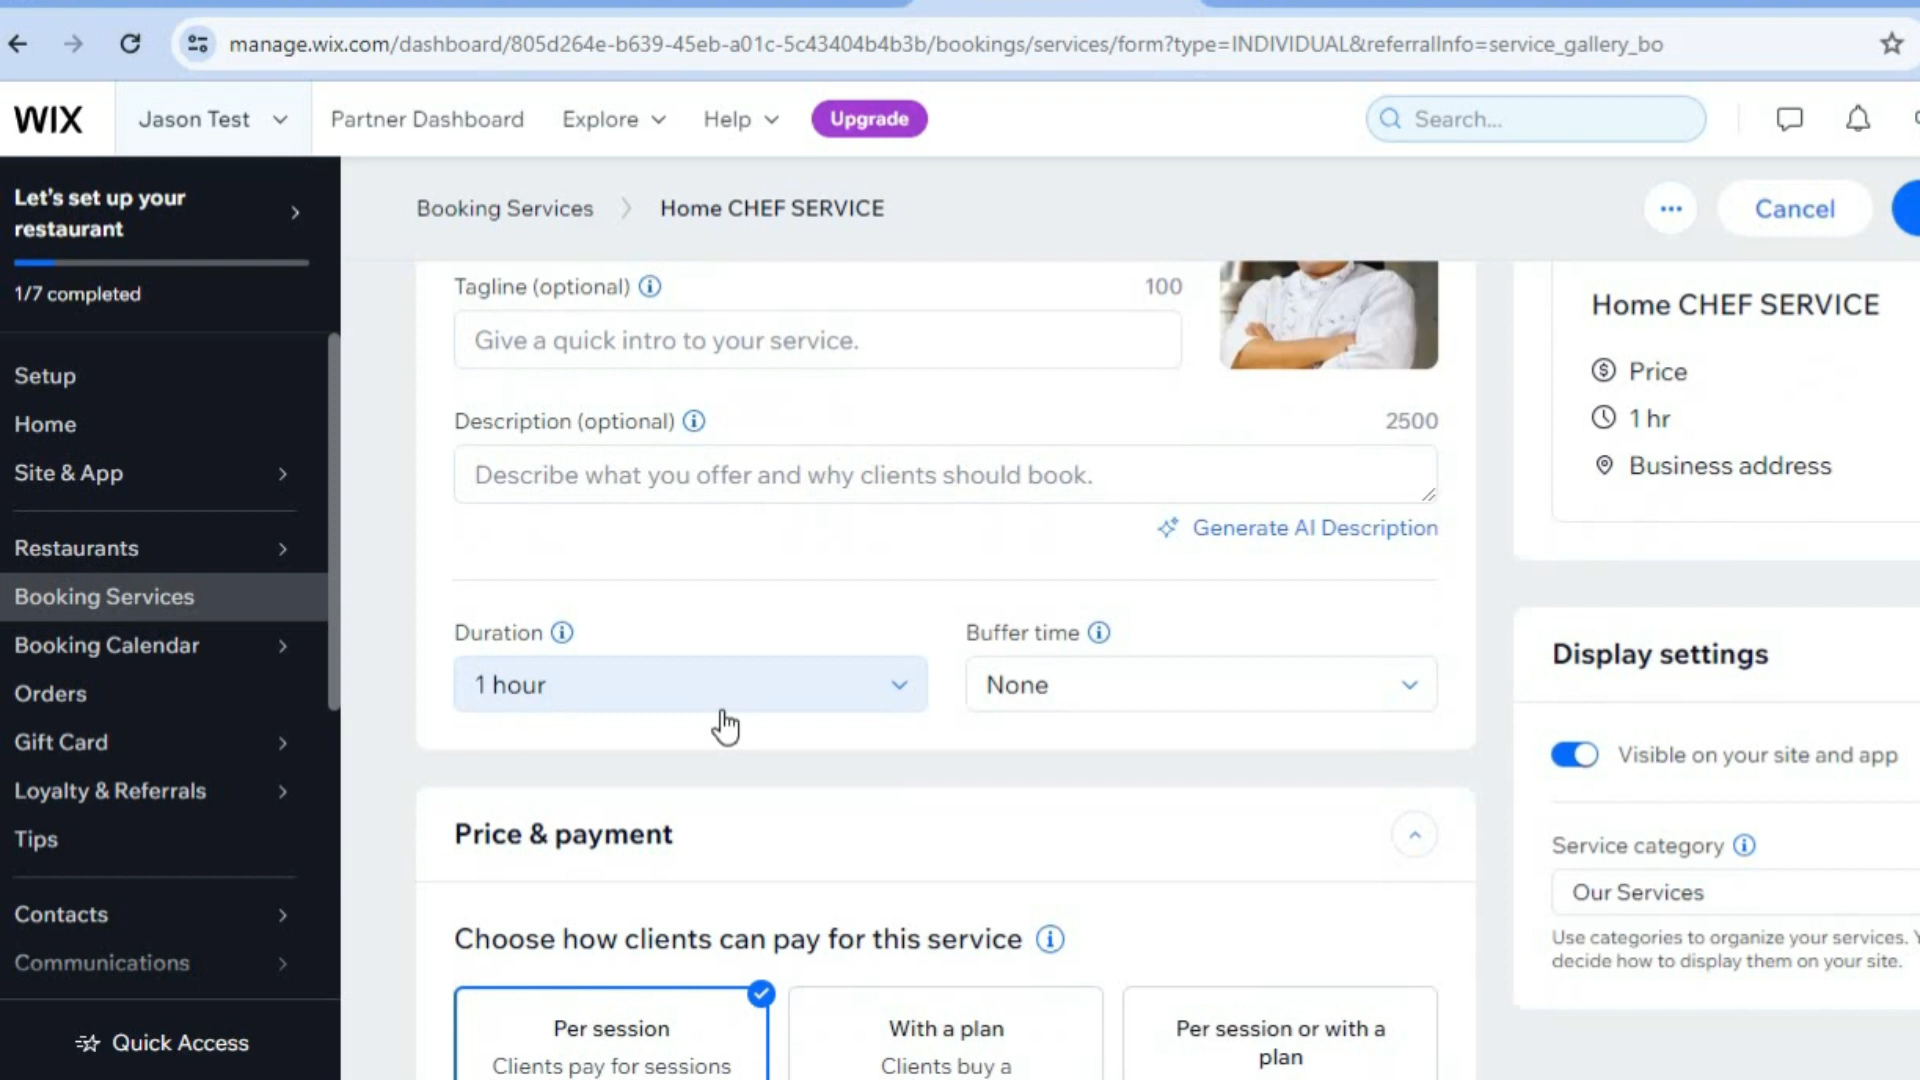 manage.wix.com/dashboard/805d264e-b639-45eb-a01c-5c43404b4b3b/bookings/services/form?type=INDIVIDUAL&referralInfo=service_gallery_bo
WIX
Jason Test
Partner Dashboard
Explore
Help
Upgrade
Search...
Let's set up your
restaurant
1/7 completed
Setup
Home
Site & App
Restaurants
Booking Services
Booking Calendar
Orders
Gift Card
Loyalty & Referrals
Tips
Contacts
Communications
Quick Access
Booking Services
Home CHEF SERVICE
Cancel
Tagline (optional)
100
Give a quick intro to your service.
Description (optional)
2500
Describe what you offer and why clients should book.
Generate AI Description
Duration
Buffer time
1 hour
None
Price & payment
Choose how clients can pay for this service
Per session
Clients pay for sessions
With a plan
Clients buy a
Per session or with a
plan
Home CHEF SERVICE
Price
1 hr
Business address
Display settings
Visible on your site and app
Service category
Our Services
Use categories to organize your services.
decide how to display them on your site.